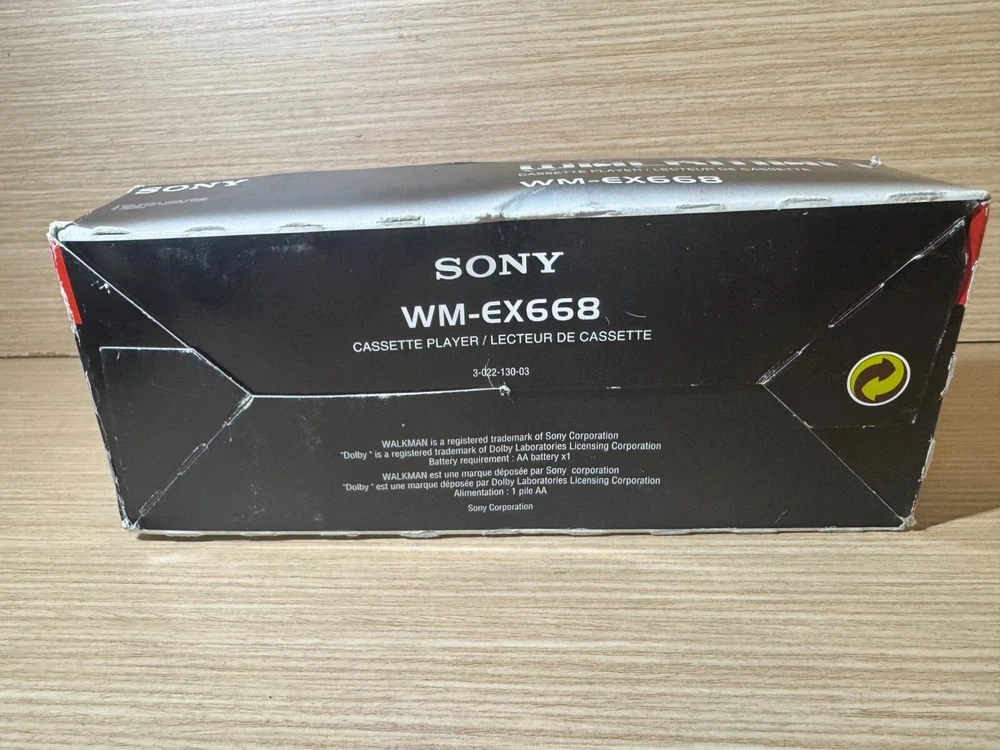 SONY
CASSETTE PLAYER / LECTEUR DE CASSETTE
WM-EX668
SONY
WM-EX668
CASSETTE PLAYER / LECTEUR DE CASSETTE
3-022-130-03
WALKMAN is a registered trademark of Sony Corporation
"Dolby" is a registered trademark of Dolby Laboratories Licensing Corporation
Battery requirement : AA battery x1
WALKMAN est une marque déposée par Sony corporation
"Dolby" est une marque déposée par Dolby Laboratories Licensing Corporation
Alimentation : 1 pile AA
Sony Corporation